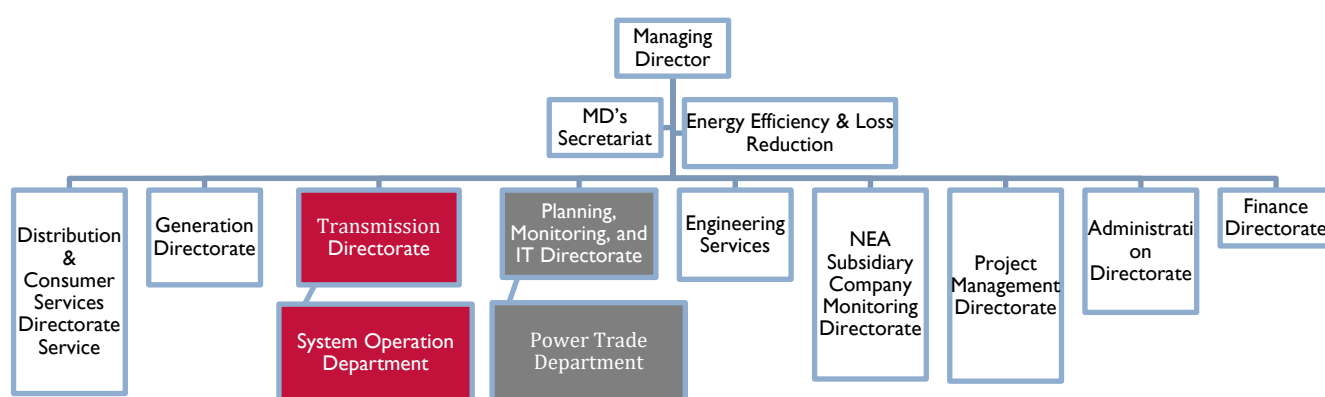 Managing
Director
MD's
Secretariat
Energy Efficiency & Loss
Reduction
Distribution
&
Consumer
Services
Directorate
Service
Generation
Directorate
Transmission
Directorate
Planning,
Monitoring, and
IT Directorate
Engineering
Services
NEA
Subsidiary
Company
Monitoring
Directorate
Project
Management
Directorate
Administrati
on
Directorate
Finance
Directorate
System Operation
Department
Power Trade
Department